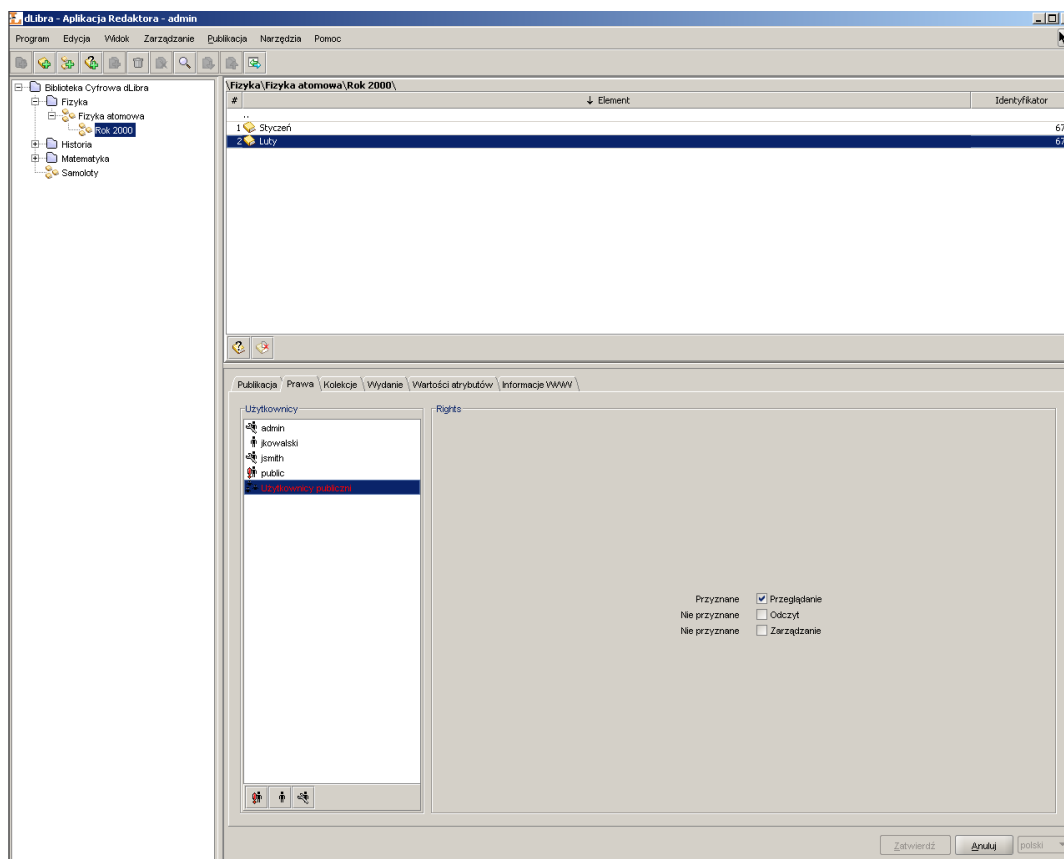 dLibra - Aplikacja Redaktora - admin
Program Edycja Widok Zarządzanie Publikacja Narzędzia Pomoc
Biblioteka Cyfrowa dLibra
Fizyka
Fizyka atomowa
Rok 2000
Historia
Matematyka
Samoloty
\Fizyka\Fizyka atomowa\Rok 2000\
# Element Identyfikator
..
1 Styczeń 67
2 Luty 67
Publikacja Prawa Kolekcje Wydanie Wartości atrybutów Informacje WWW
Użytkownicy
admin
jkowalski
jsmith
public
Użytkownicy publiczni
Rights
Przyznane Przeglądanie
Nie przyznane Odczyt
Nie przyznane Zarządzanie
Zatwierdź Anuluj polski